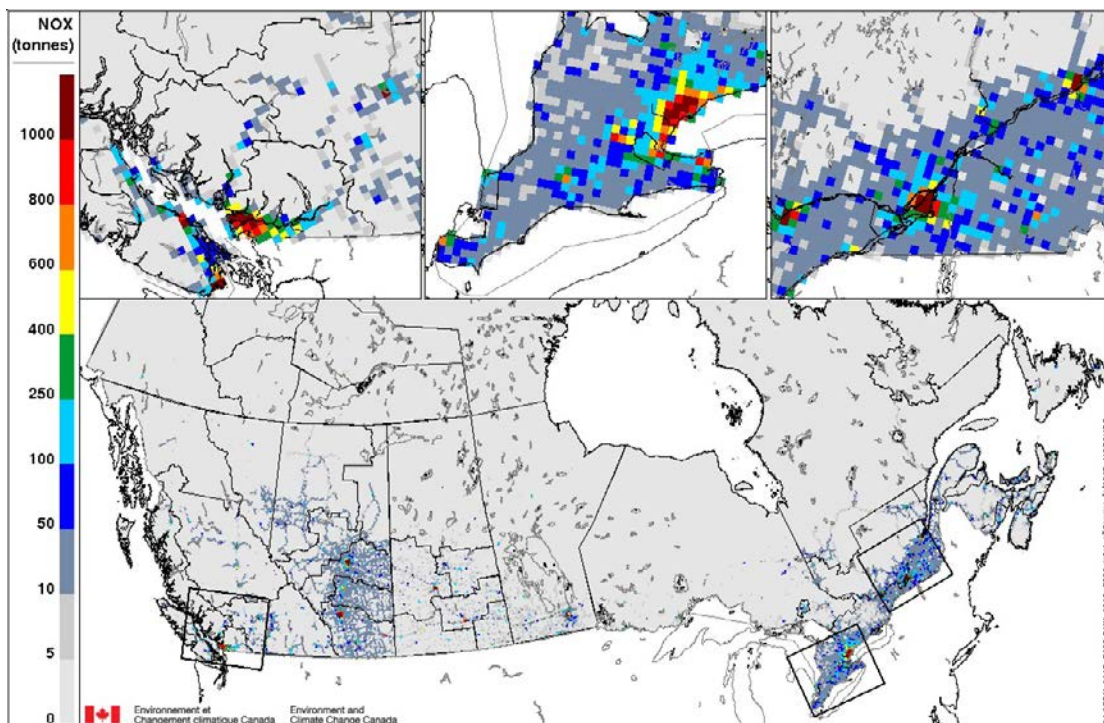 NOX
(tonnes)
1000
800
600
400
250
100
50
10
5
0
Environnement et
Changement climatique Canada
Environment and
Climate Change Canada